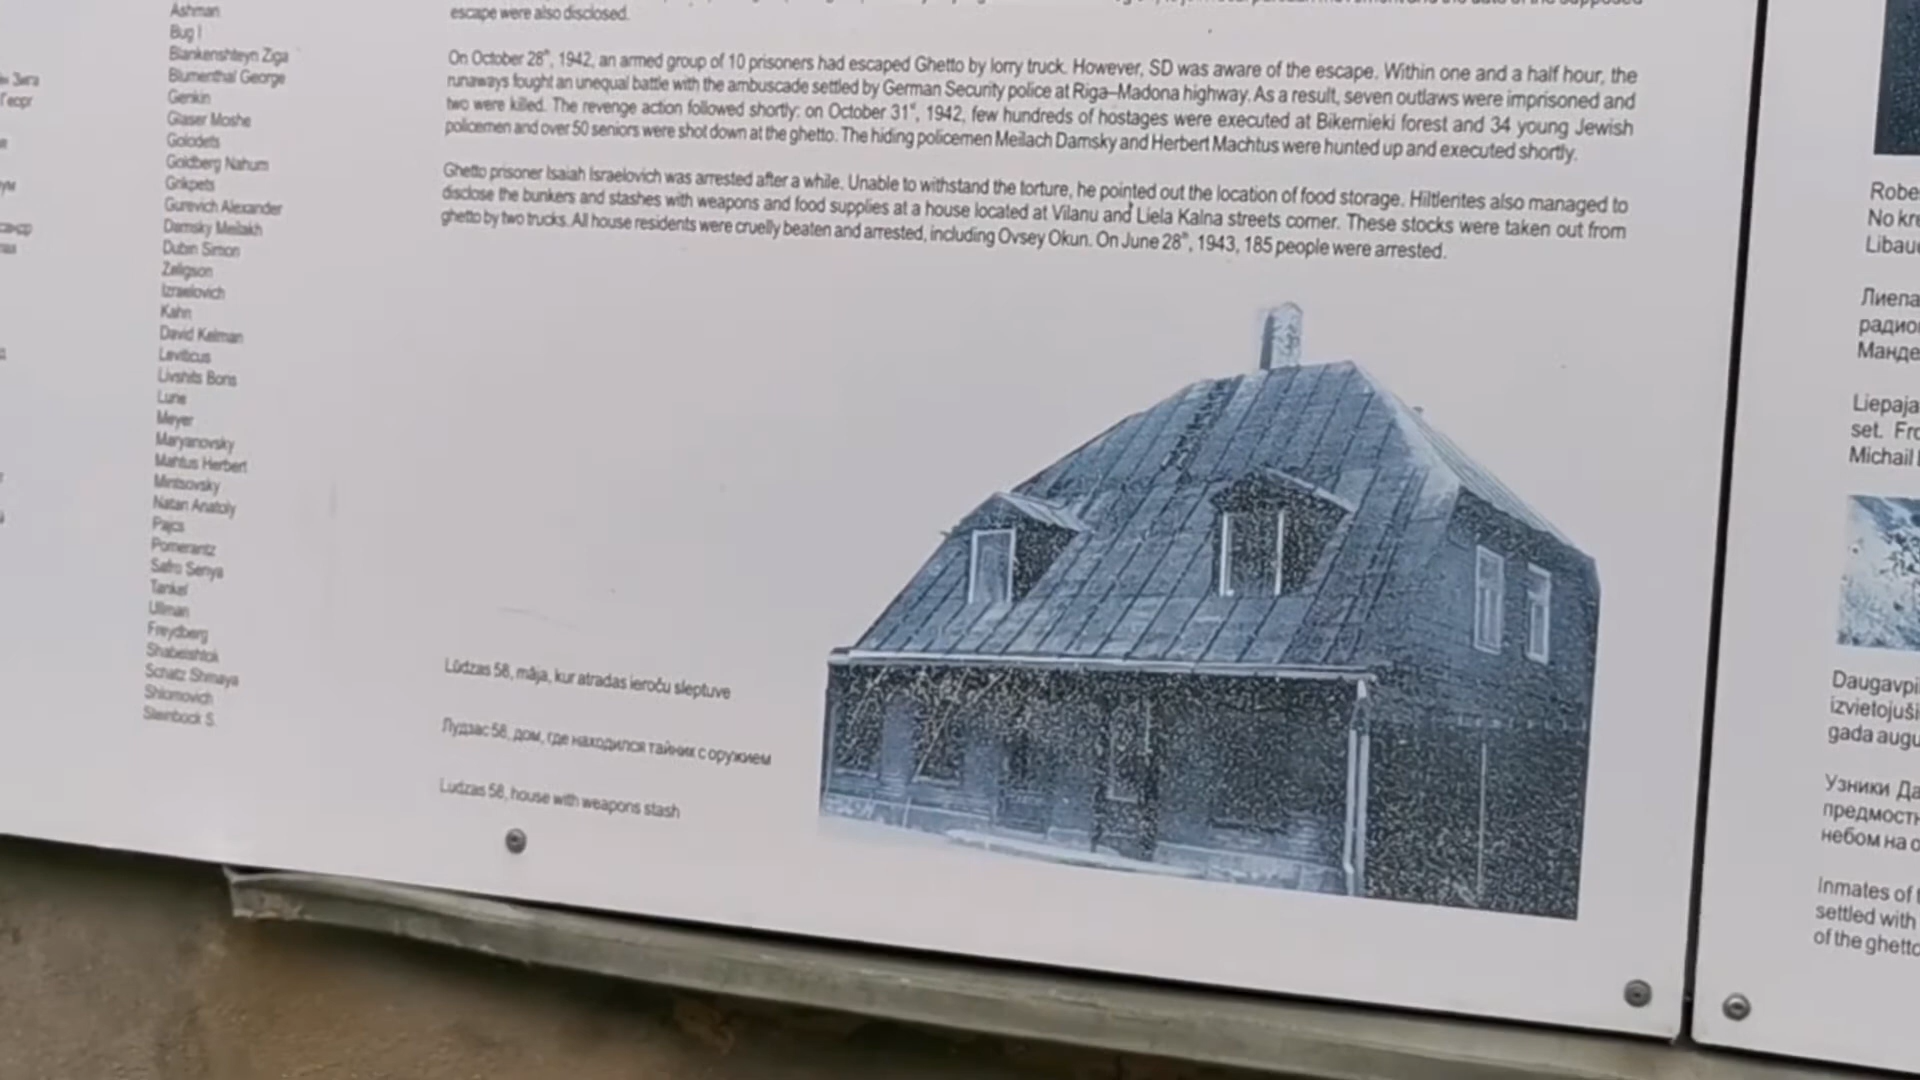 escape were also disclosed.
On October 28th, 1942, an armed group of 10 prisoners had escaped Ghetto by lorry truck. However, SD was aware of the escape. Within one and a half hour, the
runaways fought an unequal battle with the ambuscade settled by German Security police at Riga–Madona highway. As a result, seven outlaws were imprisoned and
two were killed. The revenge action followed shortly: on October 31st, 1942, few hundreds of hostages were executed at Bikernieki forest and 34 young Jewish
policemen and over 50 seniors were shot down at the ghetto. The hiding policemen Meilach Damsky and Herbert Machtus were hunted up and executed shortly.
Ghetto prisoner Isaiah Israelovich was arrested after a while. Unable to withstand the torture, he pointed out the location of food storage. Hiltlerites also managed to
disclose the bunkers and stashes with weapons and food supplies at a house located at Vilanu and Liela Kalna streets corner. These stocks were taken out from
ghetto by two trucks. All house residents were cruelly beaten and arrested, including Ovsey Okun. On June 28th, 1943, 185 people were arrested.
Ashman
Bug I
Blankenshteyn Ziga
Blumenthal George
Genkin
Glaser Moshe
Golodets
Goldberg Nahum
Grikpets
Gurevich Alexander
Damsky Meilakh
Dubin Simon
Zeligson
Izraelovich
Kahn
David Kelman
Leviticus
Livshits Boris
Lurie
Meyer
Maryanovsky
Mahtus Herbert
Mintsovsky
Natan Anatoly
Pajcs
Pomerantz
Safro Senya
Tankel
Ullman
Freydberg
Shabeishtok
Schatz Shmaya
Shlomovich
Steinbock S.
Lūdzas 58, māja, kur atradas ieroču sleptuve
Лудзас 58, дом, где находился тайник с оружием
Ludzas 58, house with weapons stash
No
Лиепа
Liepaja
set.
Michail
Daugavpi
izvietojuši
gada augu
Узники Да
предмостн
небом на о
Inmates of
settled with
of the ghetto